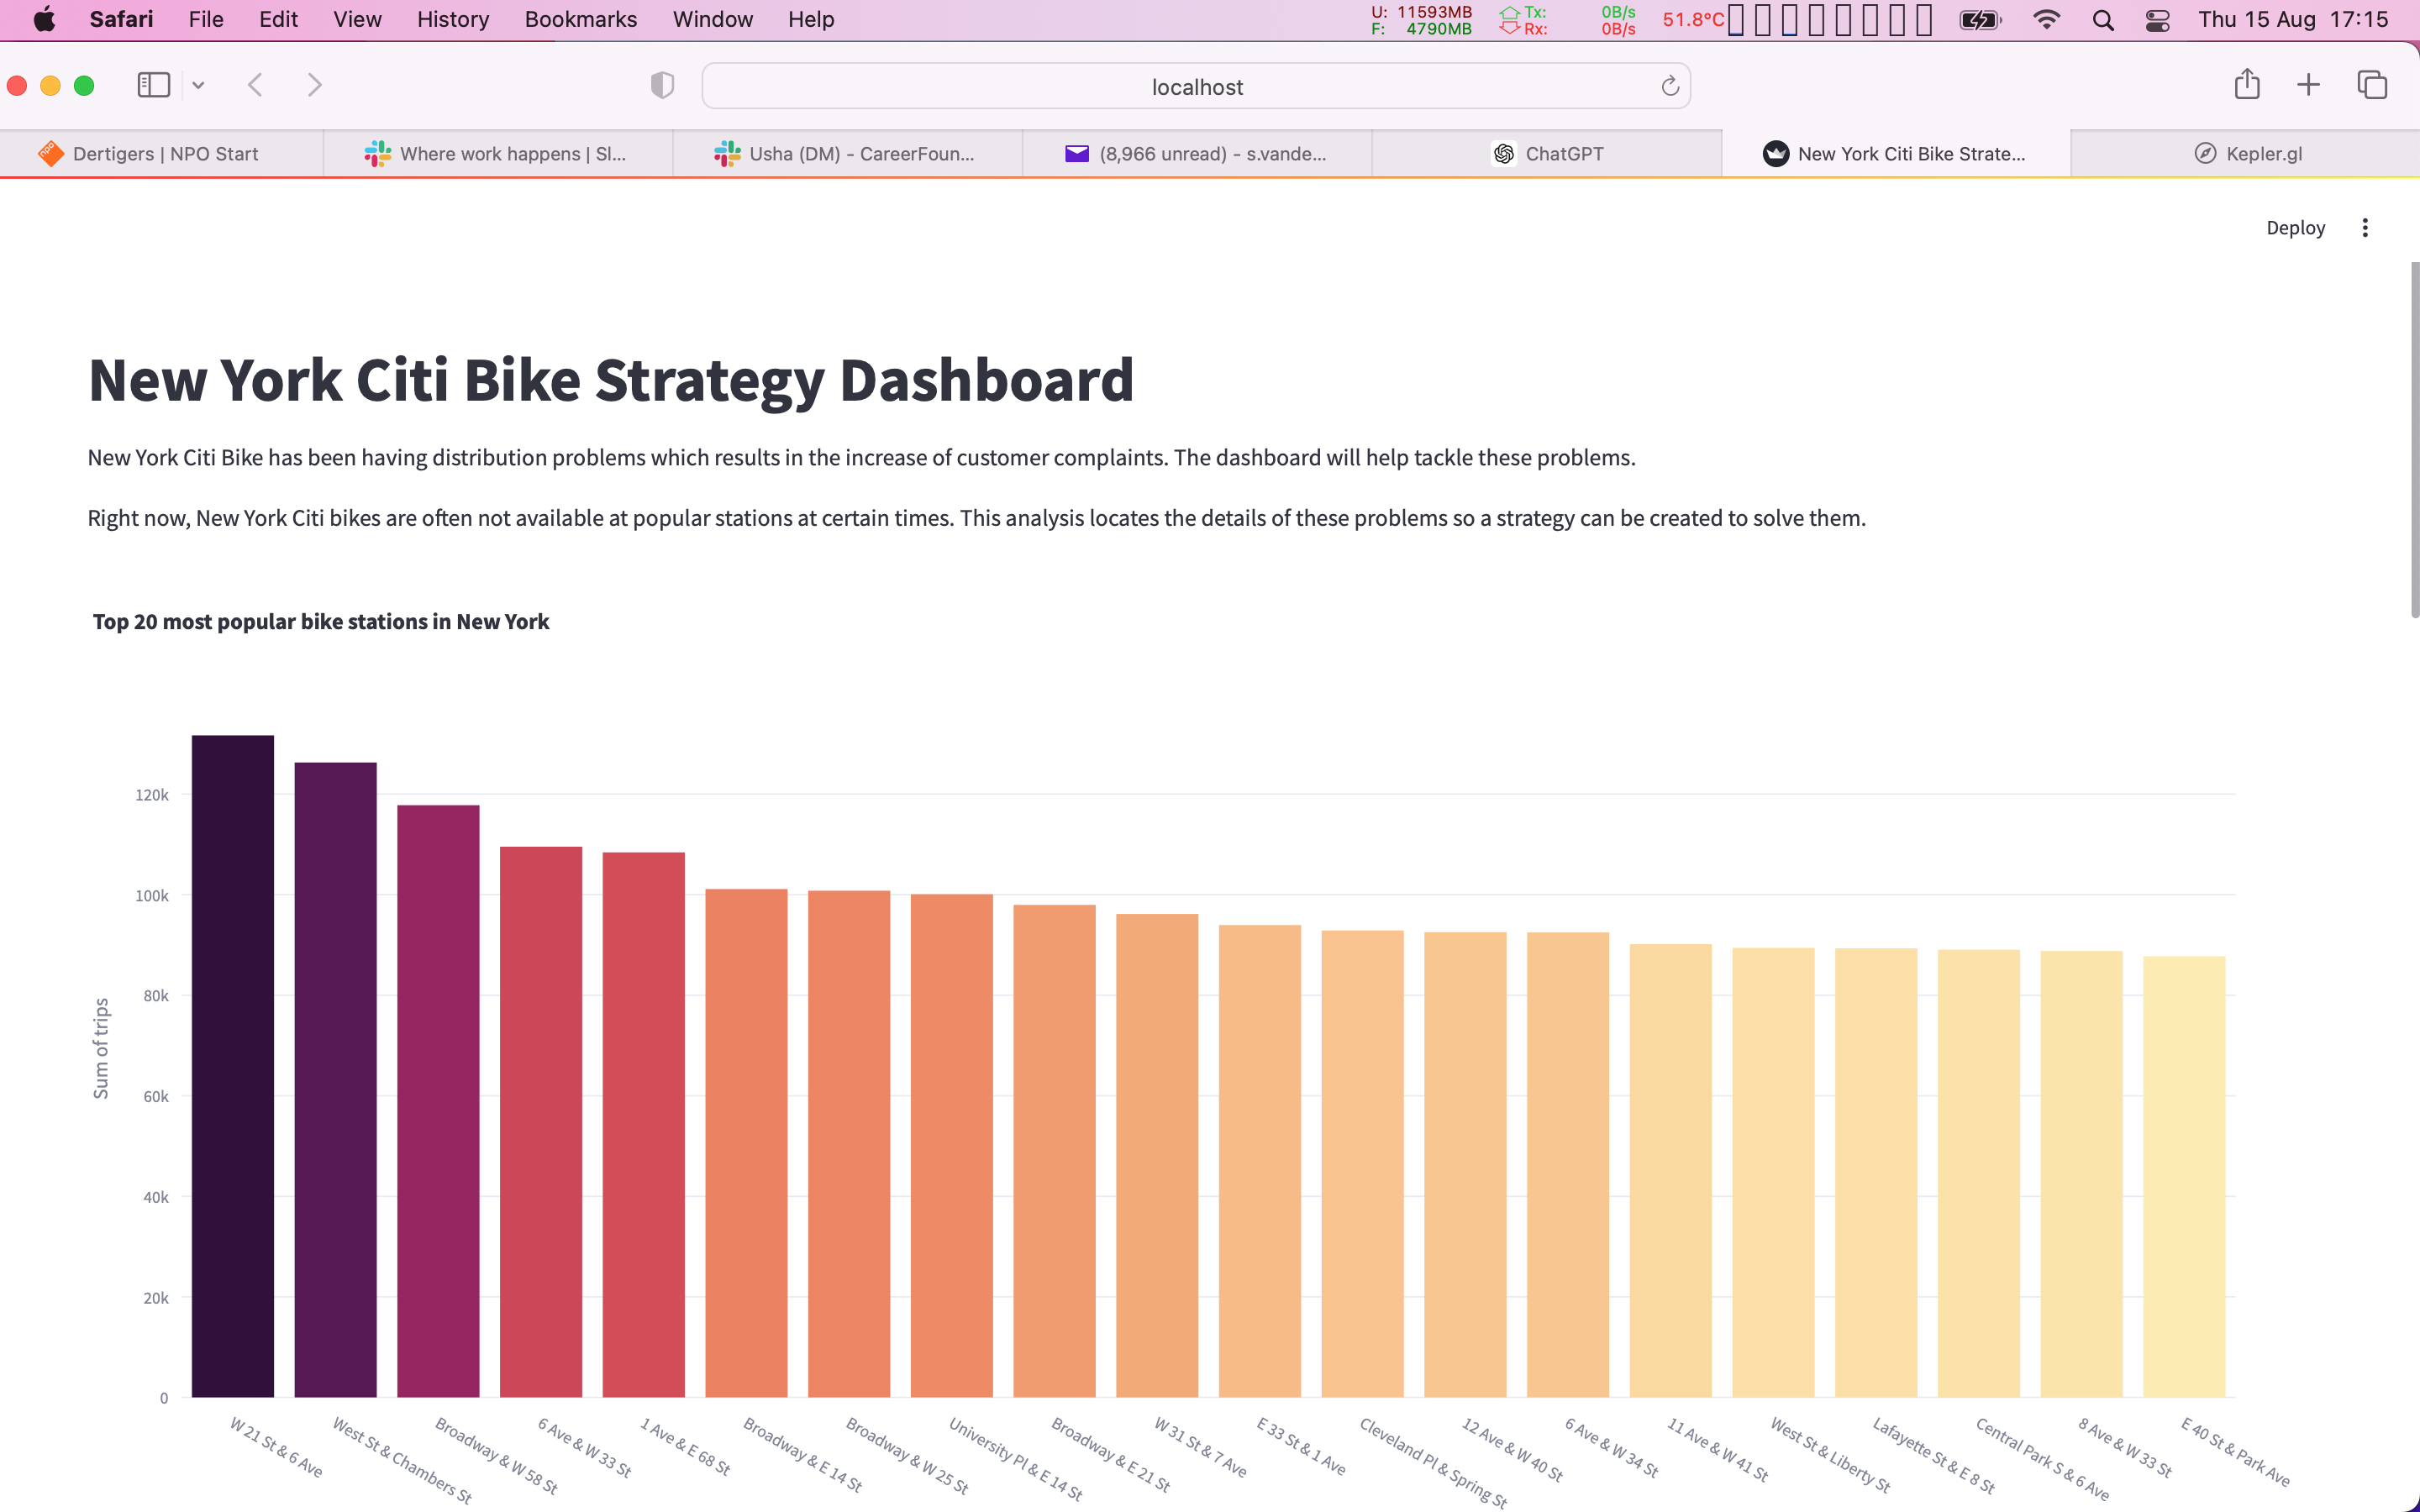 Safari File Edit View History Bookmarks Window Help U: 11593MB Tx: 0B/s 51.8°C Thu 15 Aug 17:15
F: 4790MB Rx: 0B/s
localhost
npo Dertigers | NPO Start Where work happens | Sl... Usha (DM) - CareerFoun... (8,966 unread) - s.vande... ChatGPT New York Citi Bike Strate... Kepler.gl
Deploy
New York Citi Bike Strategy Dashboard
New York Citi Bike has been having distribution problems which results in the increase of customer complaints. The dashboard will help tackle these problems.
Right now, New York Citi bikes are often not available at popular stations at certain times. This analysis locates the details of these problems so a strategy can be created to solve them.
Top 20 most popular bike stations in New York
Sum of trips
120k
100k
80k
60k
40k
20k
0
W 21 St & 6 Ave
West St & Chambers St
Broadway & W 58 St
6 Ave & W 33 St
1 Ave & E 68 St
Broadway & E 14 St
Broadway & W 25 St
University Pl & E 14 St
Broadway & E 21 St
W 31 St & 7 Ave
E 33 St & 1 Ave
Cleveland Pl & Spring St
12 Ave & W 40 St
6 Ave & W 34 St
11 Ave & W 41 St
West St & Liberty St
Lafayette St & E 8 St
Central Park S & 6 Ave
8 Ave & W 33 St
E 40 St & Park Ave